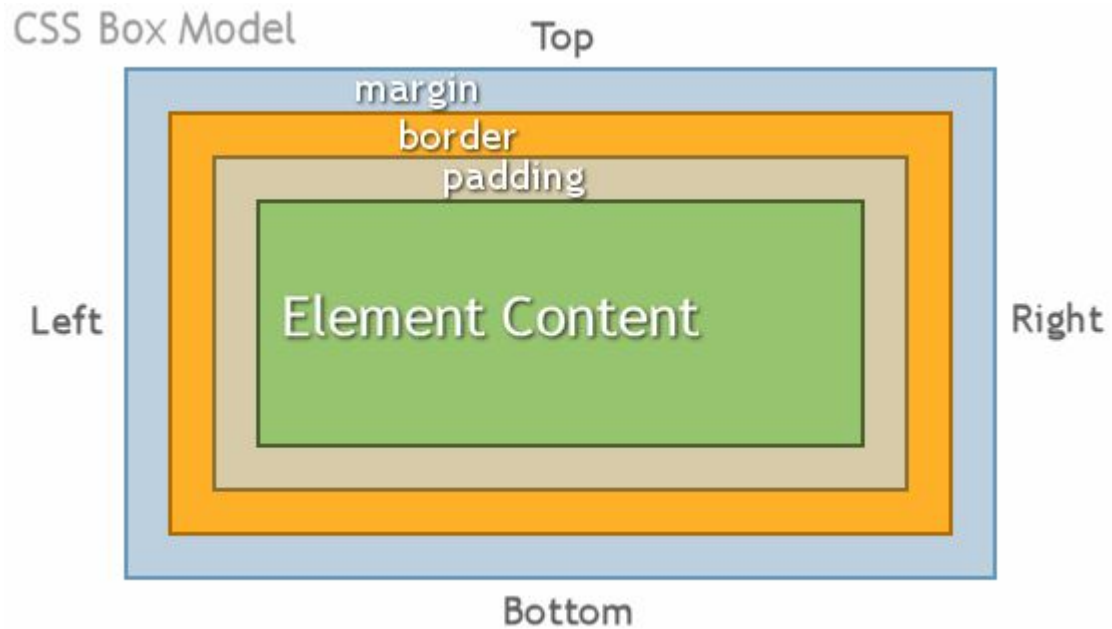 CSS Box Model
Top
margin
border
padding
Left
Element Content
Right
Bottom